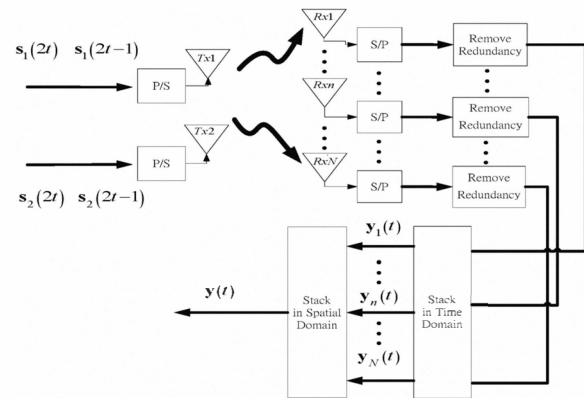 s₁(2t) s₁(2t−1)
P/S
Tx1
Rx1
S/P
Remove
Redundancy
Rxn
S/P
Remove
Redundancy
s₂(2t) s₂(2t−1)
P/S
Tx2
RxN
S/P
Remove
Redundancy
y(t)
Stack
in Spatial
Domain
y₁(t)
yₙ(t)
y_N(t)
Stack
in Time
Domain